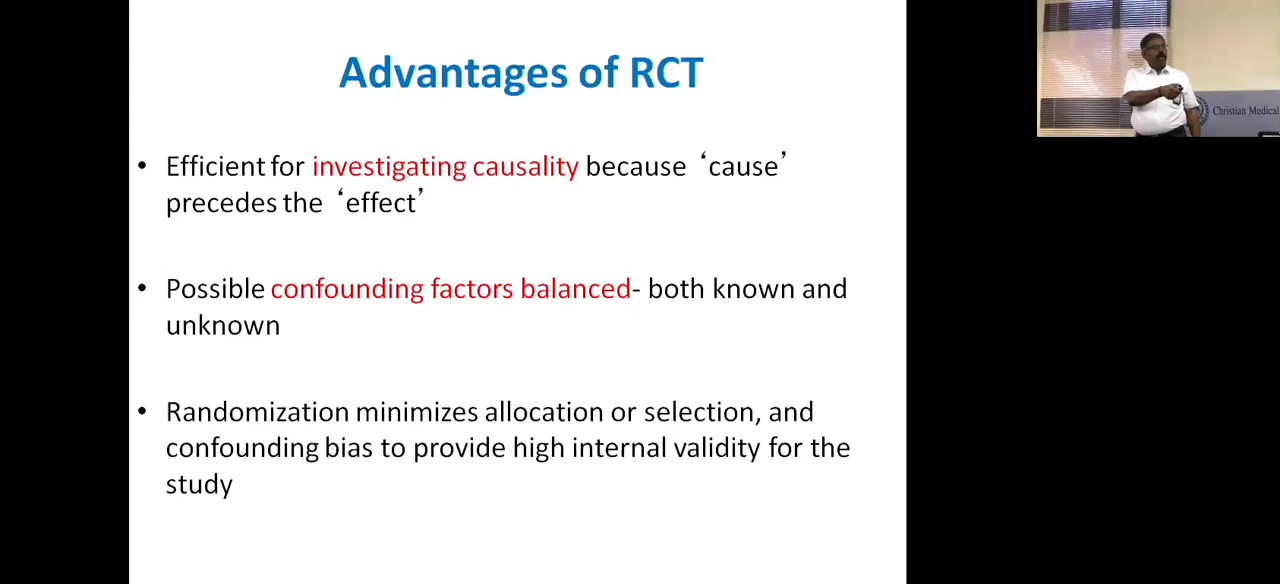 Advantages of RCT
• Efficient for investigating causality because ‘cause’
precedes the ‘effect’
• Possible confounding factors balanced- both known and
unknown
• Randomization minimizes allocation or selection, and
confounding bias to provide high internal validity for the
study
Christian Medical